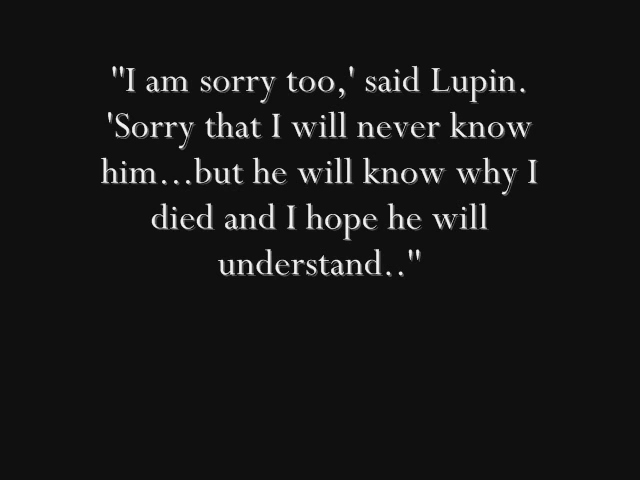 "I am sorry too,' said Lupin.
'Sorry that I will never know
him...but he will know why I
died and I hope he will
understand.."